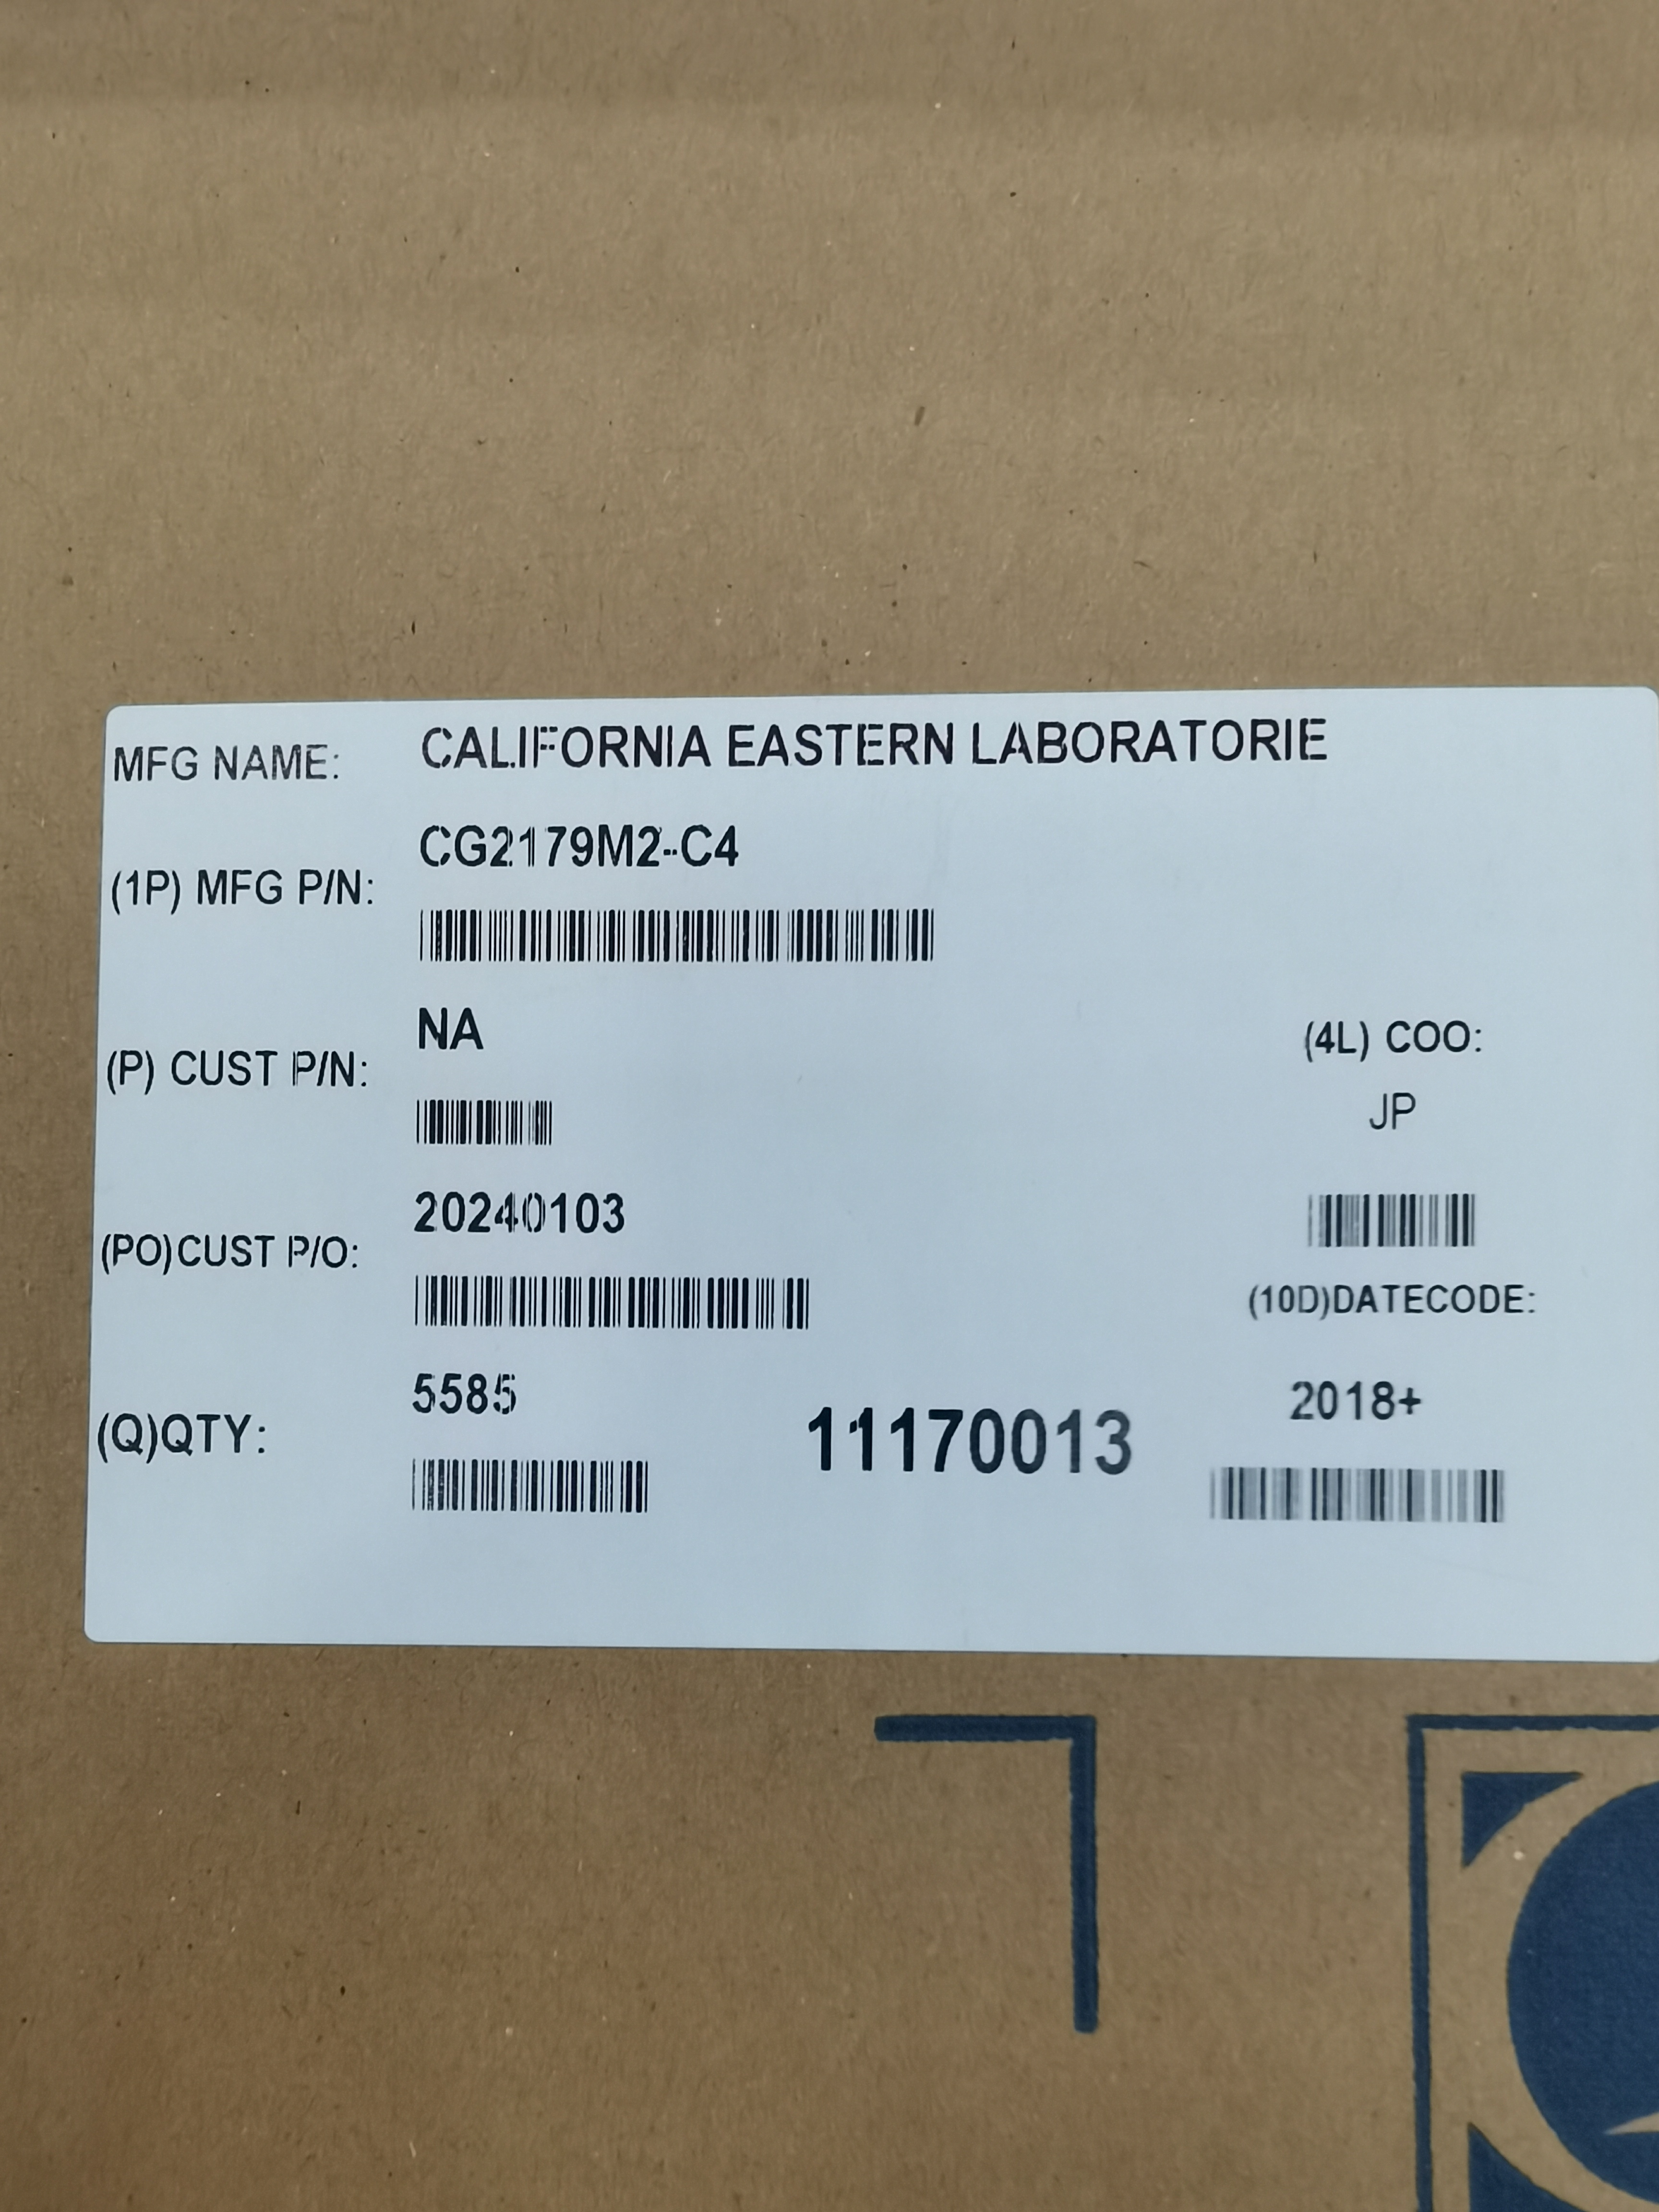 MFG NAME: CALIFORNIA EASTERN LABORATORIE
(1P) MFG P/N: CG2179M2-C4
(P) CUST P/N: NA
(4L) COO:
JP
(PO)CUST P/O: 20240103
(10D)DATECODE:
2018+
(Q)QTY: 5585
11170013